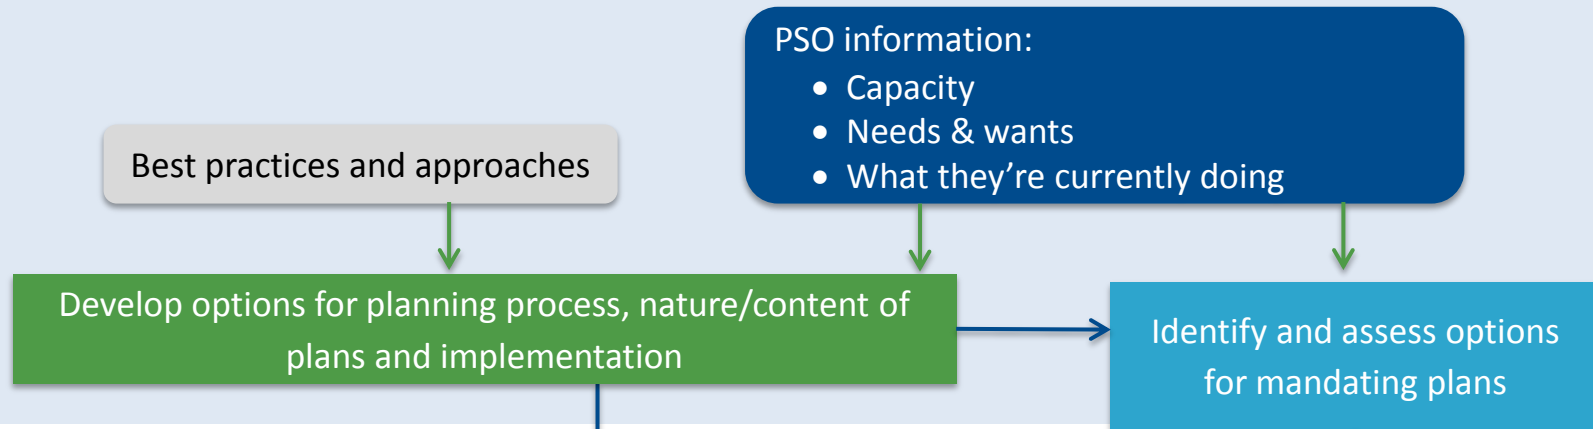 PSO information:
• Capacity
• Needs & wants
• What they’re currently doing
Best practices and approaches
Develop options for planning process, nature/content of
plans and implementation
Identify and assess options
for mandating plans